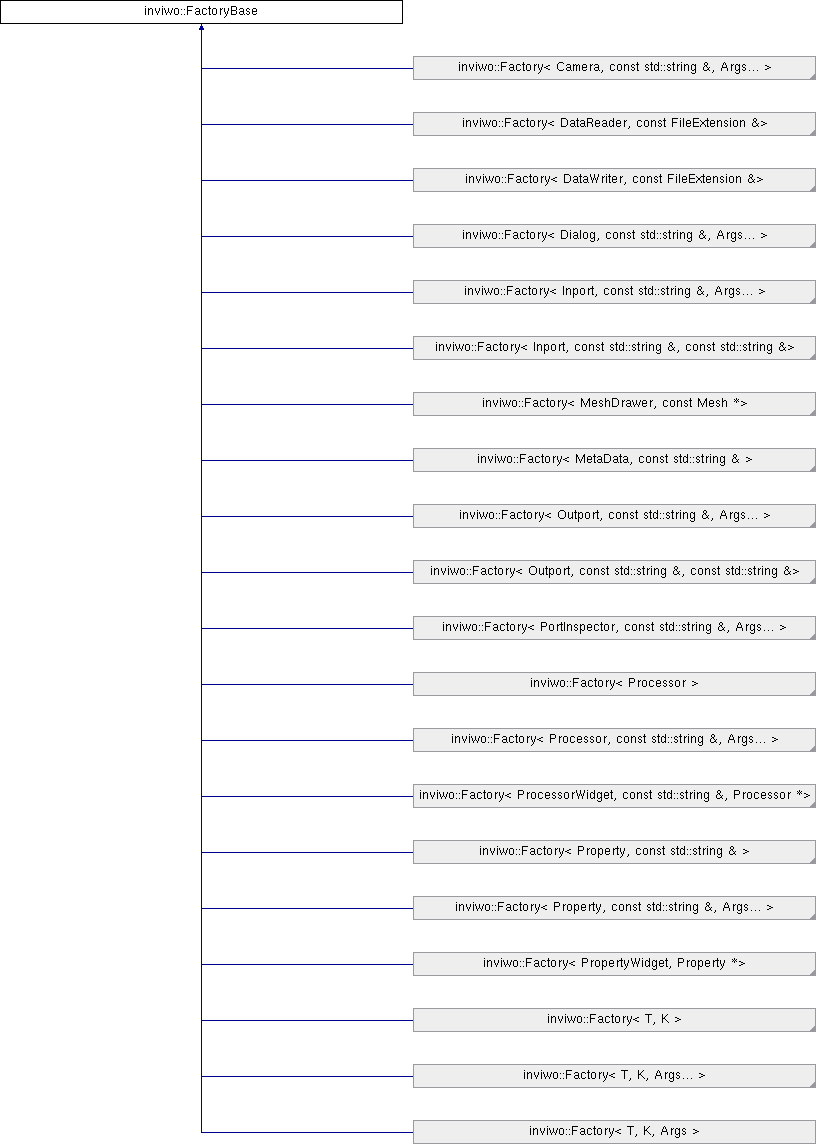 inviwo::FactoryBase
inviwo::Factory< Camera, const std::string &, Args... >
inviwo::Factory< DataReader, const FileExtension &>
inviwo::Factory< DataWriter, const FileExtension &>
inviwo::Factory< Dialog, const std::string &, Args... >
inviwo::Factory< Inport, const std::string &, Args... >
inviwo::Factory< Inport, const std::string &, const std::string &>
inviwo::Factory< MeshDrawer, const Mesh *>
inviwo::Factory< MetaData, const std::string & >
inviwo::Factory< Outport, const std::string &, Args... >
inviwo::Factory< Outport, const std::string &, const std::string &>
inviwo::Factory< PortInspector, const std::string &, Args... >
inviwo::Factory< Processor >
inviwo::Factory< Processor, const std::string &, Args... >
inviwo::Factory< ProcessorWidget, const std::string &, Processor *>
inviwo::Factory< Property, const std::string & >
inviwo::Factory< Property, const std::string &, Args... >
inviwo::Factory< PropertyWidget, Property *>
inviwo::Factory< T, K >
inviwo::Factory< T, K, Args... >
inviwo::Factory< T, K, Args >